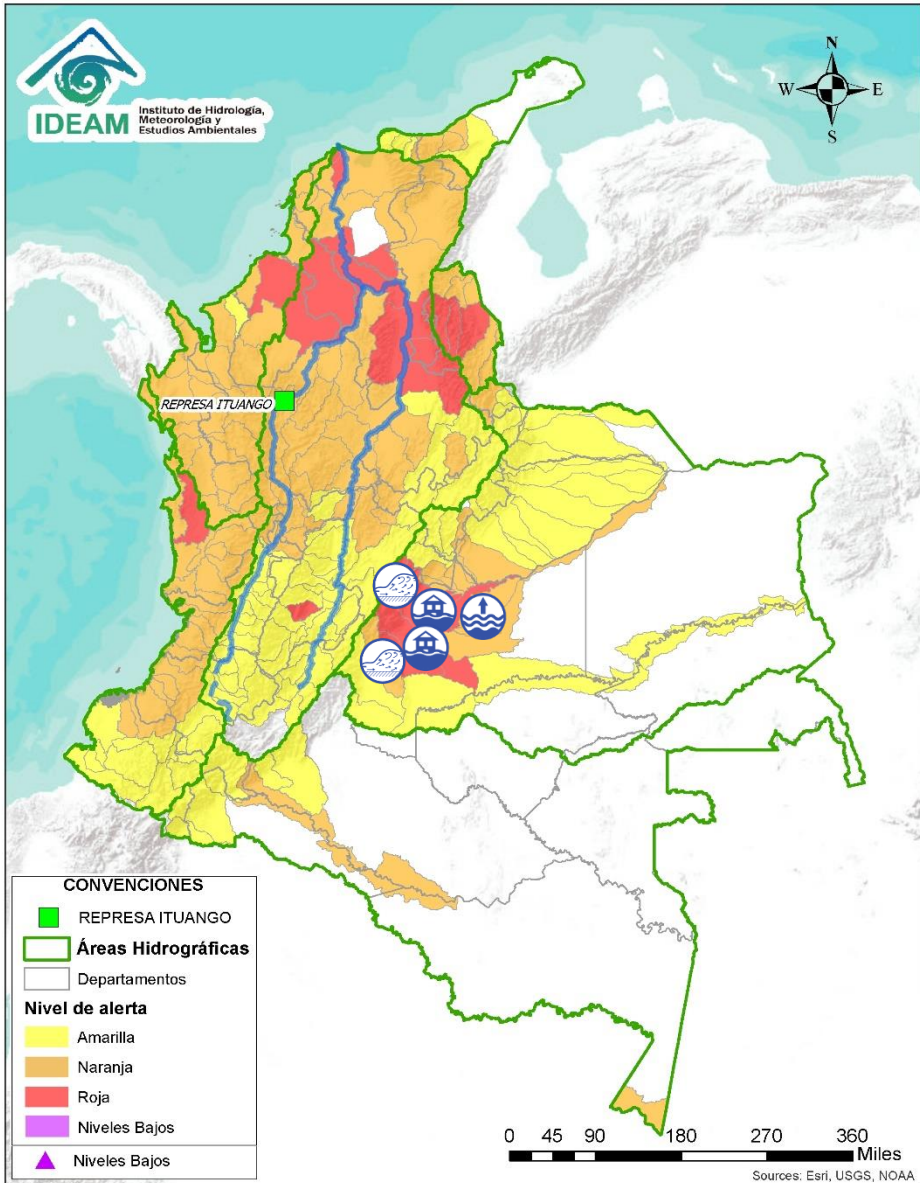 IDEAM
Instituto de Hidrología,
Meteorología y
Estudios Ambientales
N
W
E
S
REPRESA ITUANGO
CONVENCIONES
REPRESA ITUANGO
Áreas Hidrográficas
Departamentos
Nivel de alerta
Amarilla
Naranja
Roja
Niveles Bajos
Niveles Bajos
0 45 90 180 270 360
Miles
Sources: Esri, USGS, NOAA